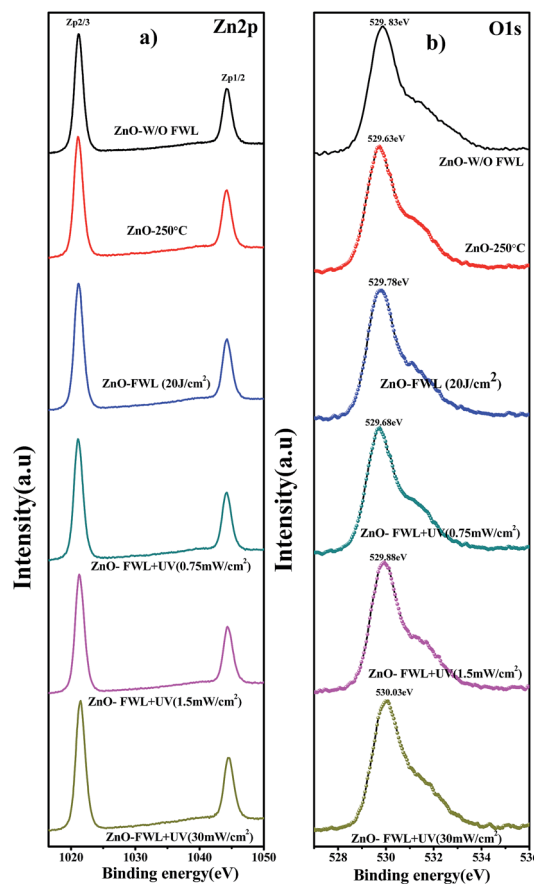 Zn2p
a)
Zp2/3
Zp1/2
ZnO-W/O FWL
ZnO-250°C
ZnO-FWL (20J/cm²)
ZnO- FWL+UV(0.75mW/cm²)
ZnO- FWL+UV(1.5mW/cm²)
ZnO-FWL+UV(30mW/cm²)
Intensity(a.u)
1020 1030 1040 1050
Binding energy(eV)
O1s
b)
529.83eV
ZnO-W/O FWL
529.63eV
ZnO-250°C
529.78eV
ZnO-FWL (20J/cm²)
529.68eV
ZnO- FWL+UV(0.75mW/cm²)
529.88eV
ZnO- FWL+UV(1.5mW/cm²)
530.03eV
ZnO- FWL+UV(30mW/cm²)
Intensity(a.u)
528 530 532 534 536
Binding energy(eV)